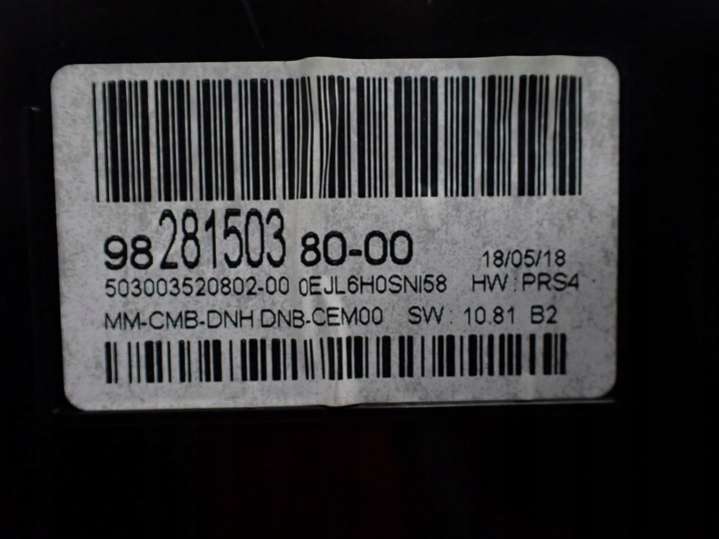 98 281503 80-00 18/05/18
503003520802-00 0EJL6H0SNI58 HW : PRS4
MM-CMB-DNH DNB-CEM00 SW : 10.81 B2